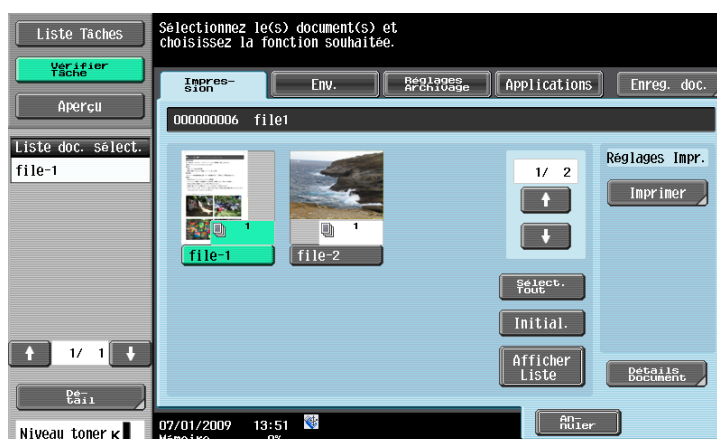 Liste Tâches
Vérifier
Tâche
Aperçu
Liste doc. sélect.
file-1
1/ 1
Dé-
tail
Niveau toner K
Sélectionnez le(s) document(s) et
choisissez la fonction souhaitée.
Impres-
sion
Env.
Réglages
Archivage
Applications
Enreg. doc.
000000006 file1
1
file-1
1
file-2
1/ 2
Sélect.
Tout
Initial.
Afficher
Liste
Réglages Impr.
Imprimer
Détails
Document
An-
nuler
07/01/2009 13:51
Mémoire 0%